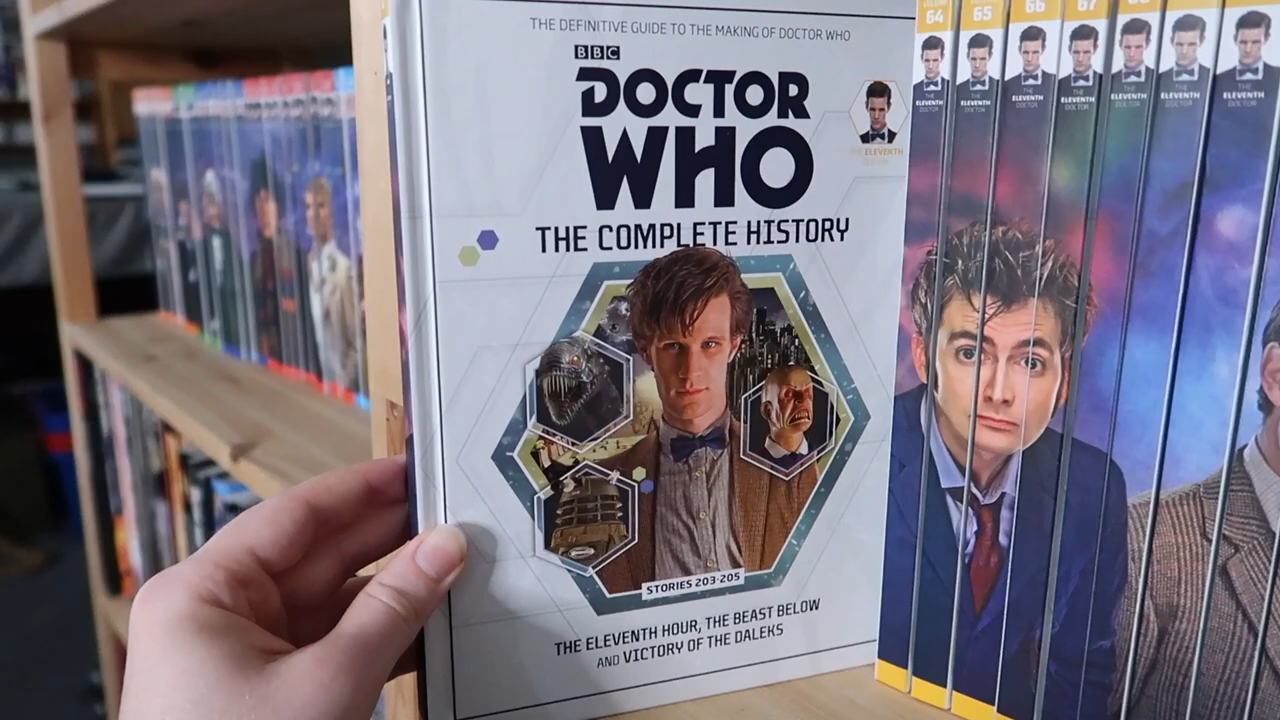 THE DEFINITIVE GUIDE TO THE MAKING OF DOCTOR WHO
BBC
DOCTOR
WHO
THE COMPLETE HISTORY
THE ELEVENTH
STORIES 203-205
THE ELEVENTH HOUR, THE BEAST BELOW
AND VICTORY OF THE DALEKS
64
65
66
67
THE
ELEVENTH
DOCTOR
THE
ELEVENTH
DOCTOR
THE
ELEVENTH
DOCTOR
THE
ELEVENTH
DOCTOR
THE
ELEVENTH
DOCTOR
THE
ELEVENTH
DOCTOR
THE
ELEVENTH
DOCTOR